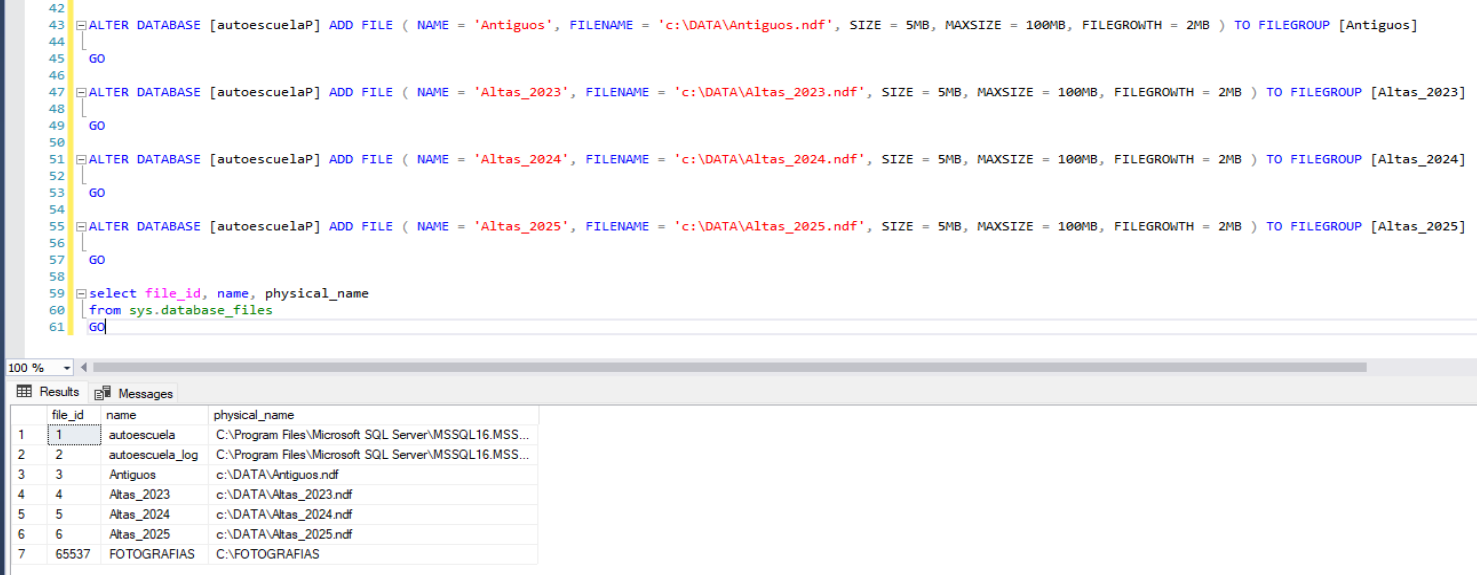 42
43 ALTER DATABASE [autoescuelaP] ADD FILE ( NAME = 'Antiguos', FILENAME = 'c:\DATA\Antiguos.ndf', SIZE = 5MB, MAXSIZE = 100MB, FILEGROWTH = 2MB ) TO FILEGROUP [Antiguos]
44
45 GO
46
47 ALTER DATABASE [autoescuelaP] ADD FILE ( NAME = 'Altas_2023', FILENAME = 'c:\DATA\Altas_2023.ndf', SIZE = 5MB, MAXSIZE = 100MB, FILEGROWTH = 2MB ) TO FILEGROUP [Altas_2023]
48
49 GO
50
51 ALTER DATABASE [autoescuelaP] ADD FILE ( NAME = 'Altas_2024', FILENAME = 'c:\DATA\Altas_2024.ndf', SIZE = 5MB, MAXSIZE = 100MB, FILEGROWTH = 2MB ) TO FILEGROUP [Altas_2024]
52
53 GO
54
55 ALTER DATABASE [autoescuelaP] ADD FILE ( NAME = 'Altas_2025', FILENAME = 'c:\DATA\Altas_2025.ndf', SIZE = 5MB, MAXSIZE = 100MB, FILEGROWTH = 2MB ) TO FILEGROUP [Altas_2025]
56
57 GO
58
59 select file_id, name, physical_name
60 from sys.database_files
61 GO
100 %
Results Messages
file_id name physical_name
1 1 autoescuela C:\Program Files\Microsoft SQL Server\MSSQL16.MSS...
2 2 autoescuela_log C:\Program Files\Microsoft SQL Server\MSSQL16.MSS...
3 3 Antiguos c:\DATA\Antiguos.ndf
4 4 Altas_2023 c:\DATA\Altas_2023.ndf
5 5 Altas_2024 c:\DATA\Altas_2024.ndf
6 6 Altas_2025 c:\DATA\Altas_2025.ndf
7 65537 FOTOGRAFIAS C:\FOTOGRAFIAS